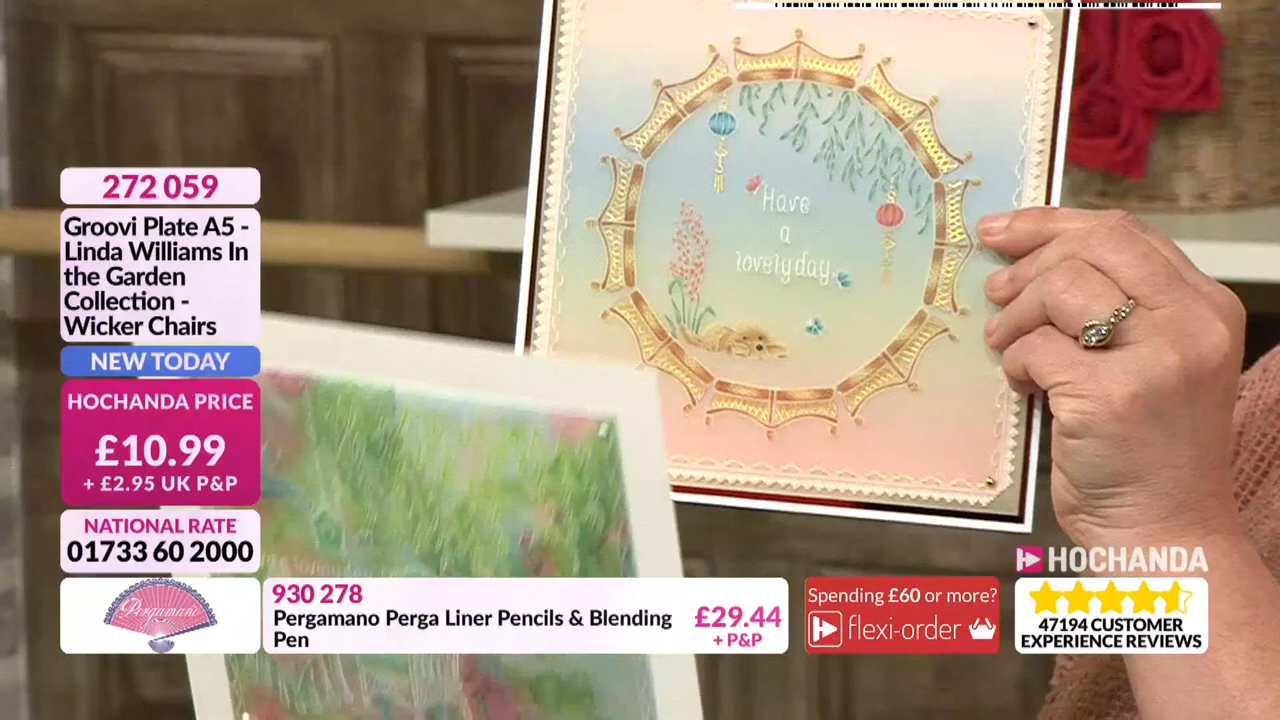 272 059
Groovi Plate A5 -
Linda Williams In
the Garden
Collection -
Wicker Chairs
NEW TODAY
HOCHANDA PRICE
£10.99
+ £2.95 UK P&P
NATIONAL RATE
01733 60 2000
Have
a
lovely day
Pergamano
930 278
Pergamano Perga Liner Pencils & Blending
Pen
£29.44
+ P&P
Spending £60 or more?
flexi-order
HOCHANDA
47194 CUSTOMER
EXPERIENCE REVIEWS